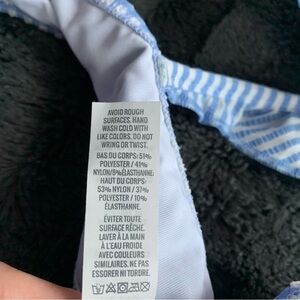 AVOID ROUGH
SURFACES. HAND
WASH COLD WITH
LIKE COLORS. DO NOT
WRING OR TWIST.
BAS DU CORPS: 51%
POLYESTER / 41%
NYLON/8%ÉLASTHANNE.
HAUT DU CORPS:
53% NYLON / 37%
POLYESTER / 10%
ÉLASTHANNE.
ÉVITER TOUTE
SURFACE RÊCHE.
LAVER À LA MAIN
À L'EAU FROIDE
AVEC COULEURS
SIMILAIRES. NE PAS
ESSORER NI TORDRE.